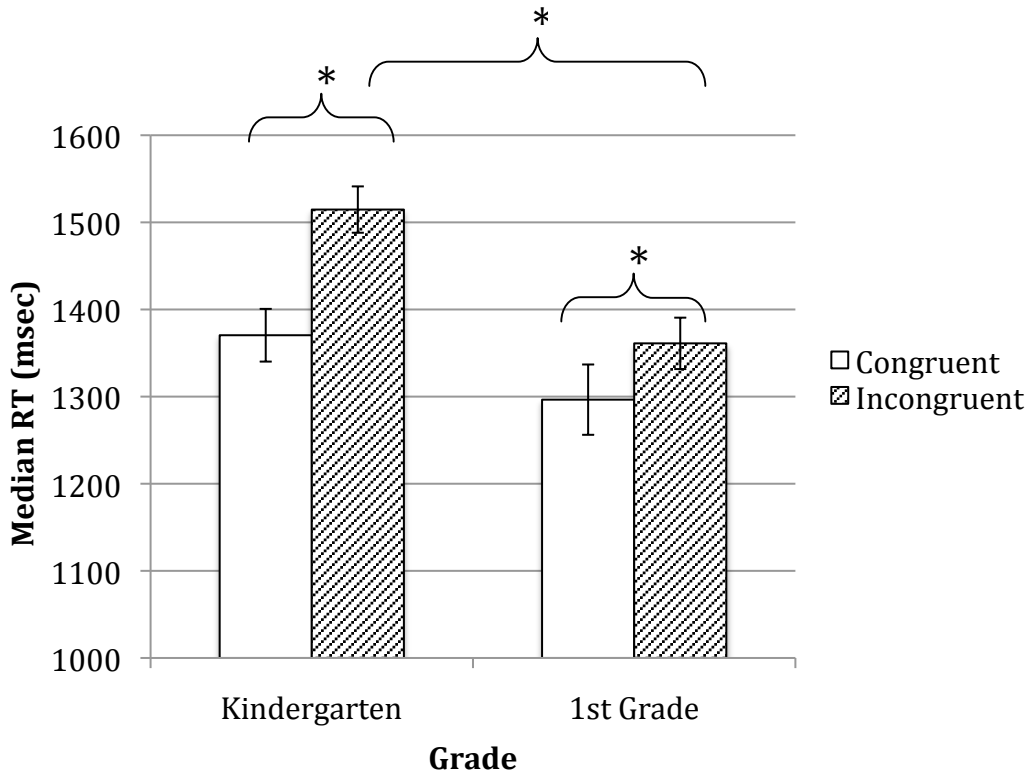 *
*
1600
1500
*
1400
Congruent
1300
Incongruent
1200
1100
1000
Median RT (msec)
Kindergarten
1st Grade
Grade